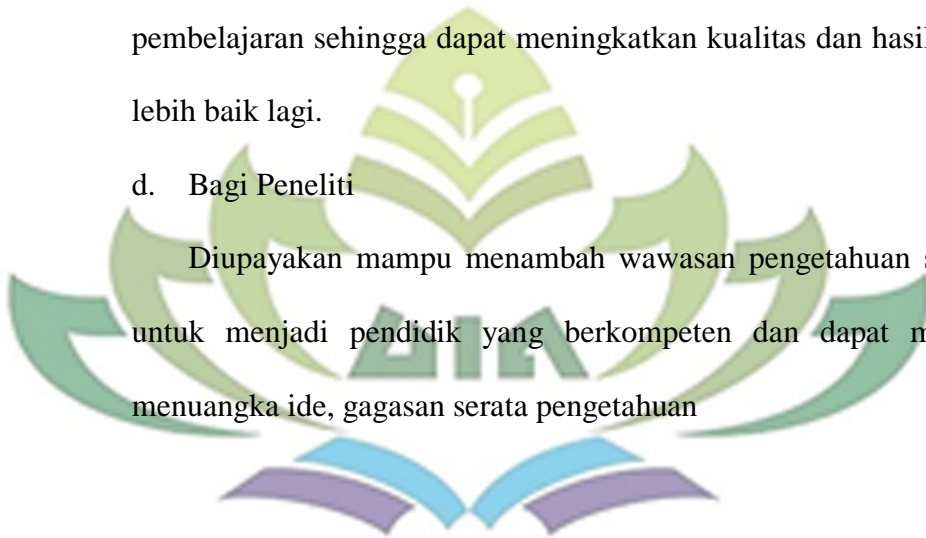 pembelajaran sehingga dapat meningkatkan kualitas dan hasil
lebih baik lagi.
d. Bagi Peneliti
Diupayakan mampu menambah wawasan pengetahuan
untuk menjadi pendidik yang berkompeten dan dapat
menuangka ide, gagasan serata pengetahuan